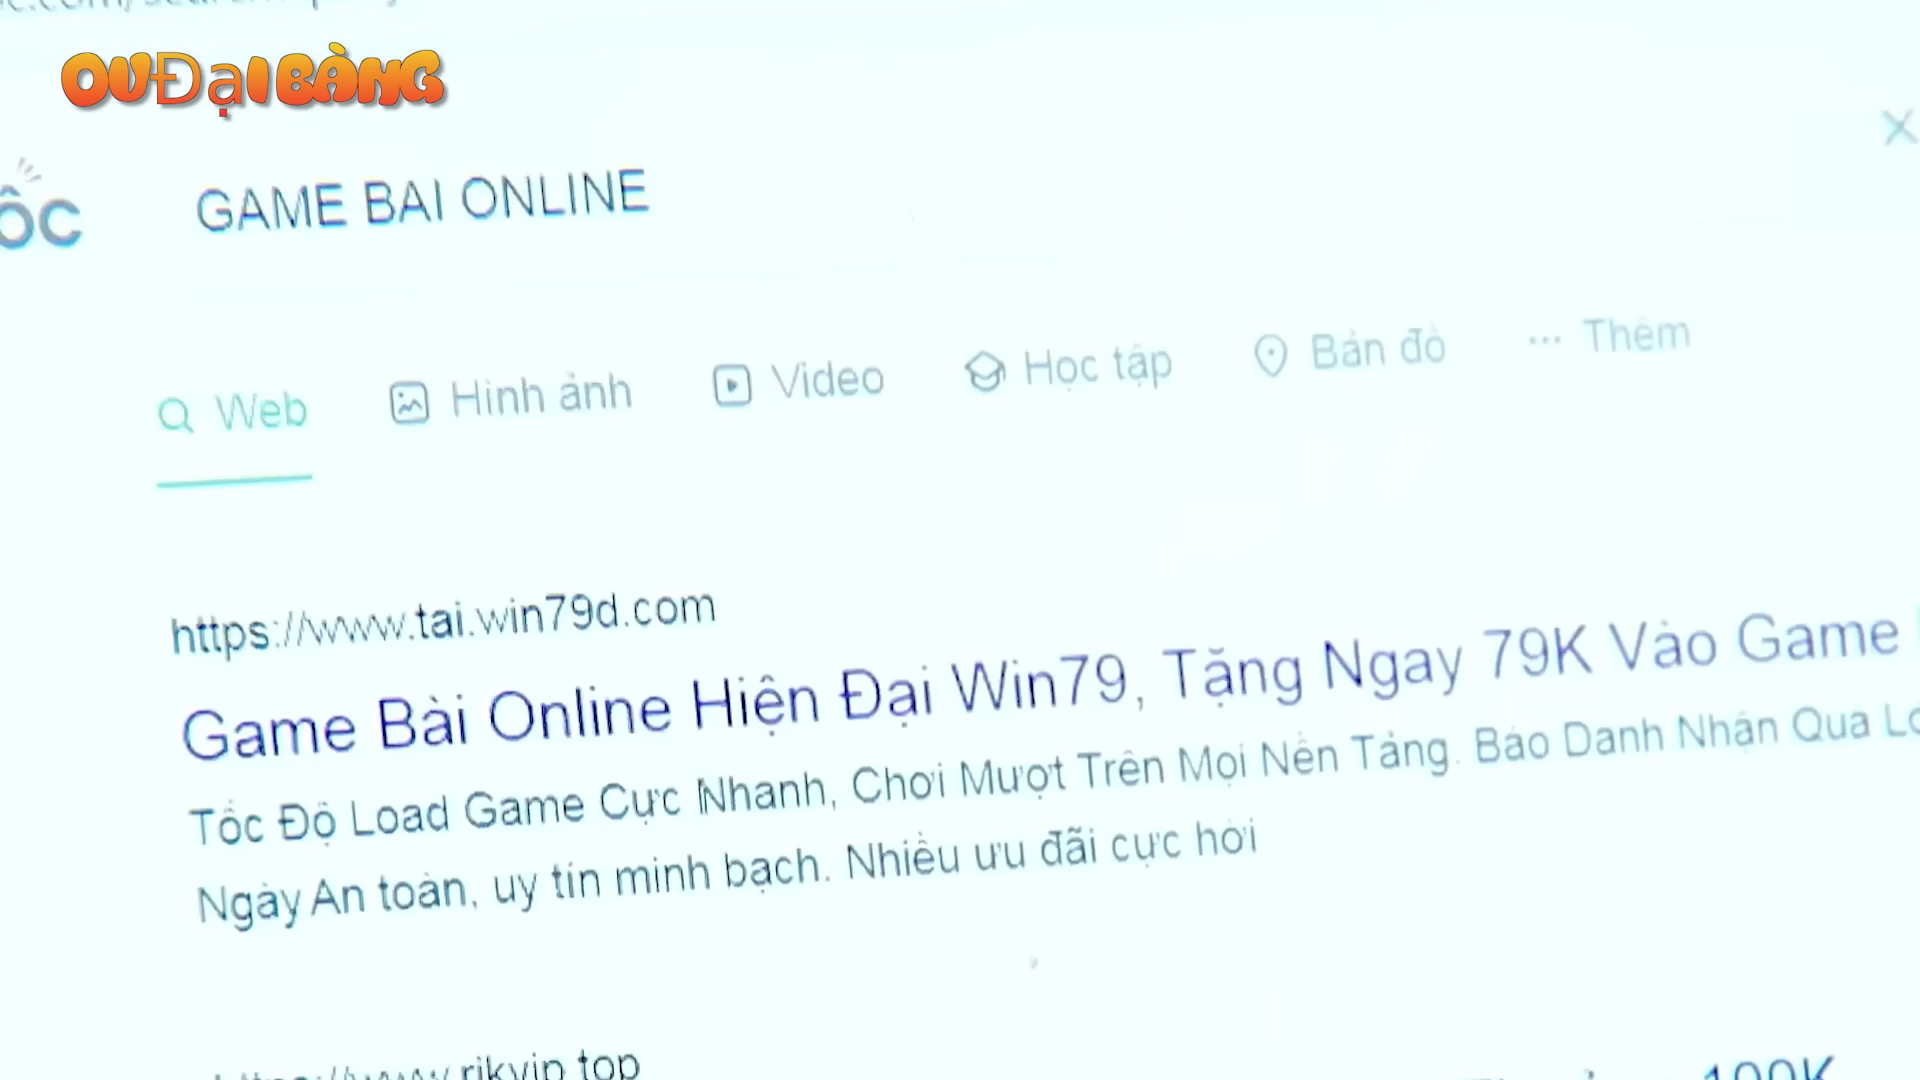 OUĐạI BÀNG
ỐC
GAME BAI ONLINE
Web Hình ảnh Video Học tập Bản đồ ... Thêm
https://www.tai.win79d.com
Game Bài Online Hiện Đại Win79, Tặng Ngay 79K Vào Game
Tốc Độ Load Game Cực Nhanh, Chơi Mượt Trên Mọi Nền Tảng. Báo Danh Nhận Quà
Ngày An toàn, uy tín minh bạch. Nhiều ưu đãi cực hời
rikvip.top
100K